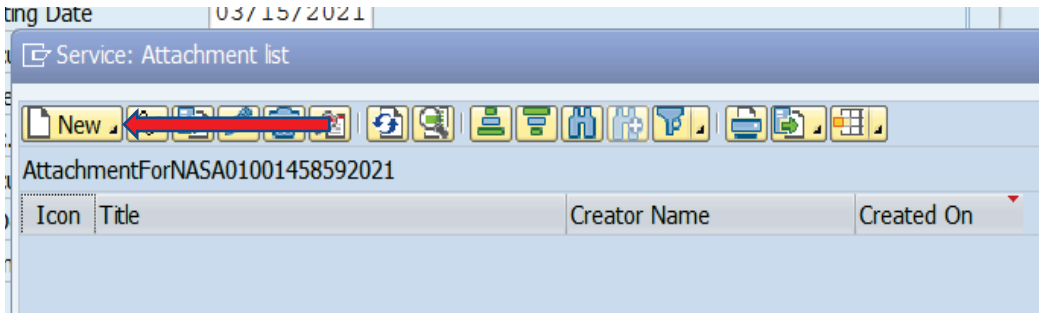 ting Date 03/15/2021
Service: Attachment list
New
AttachmentForNASA01001458592021
Icon Title Creator Name Created On